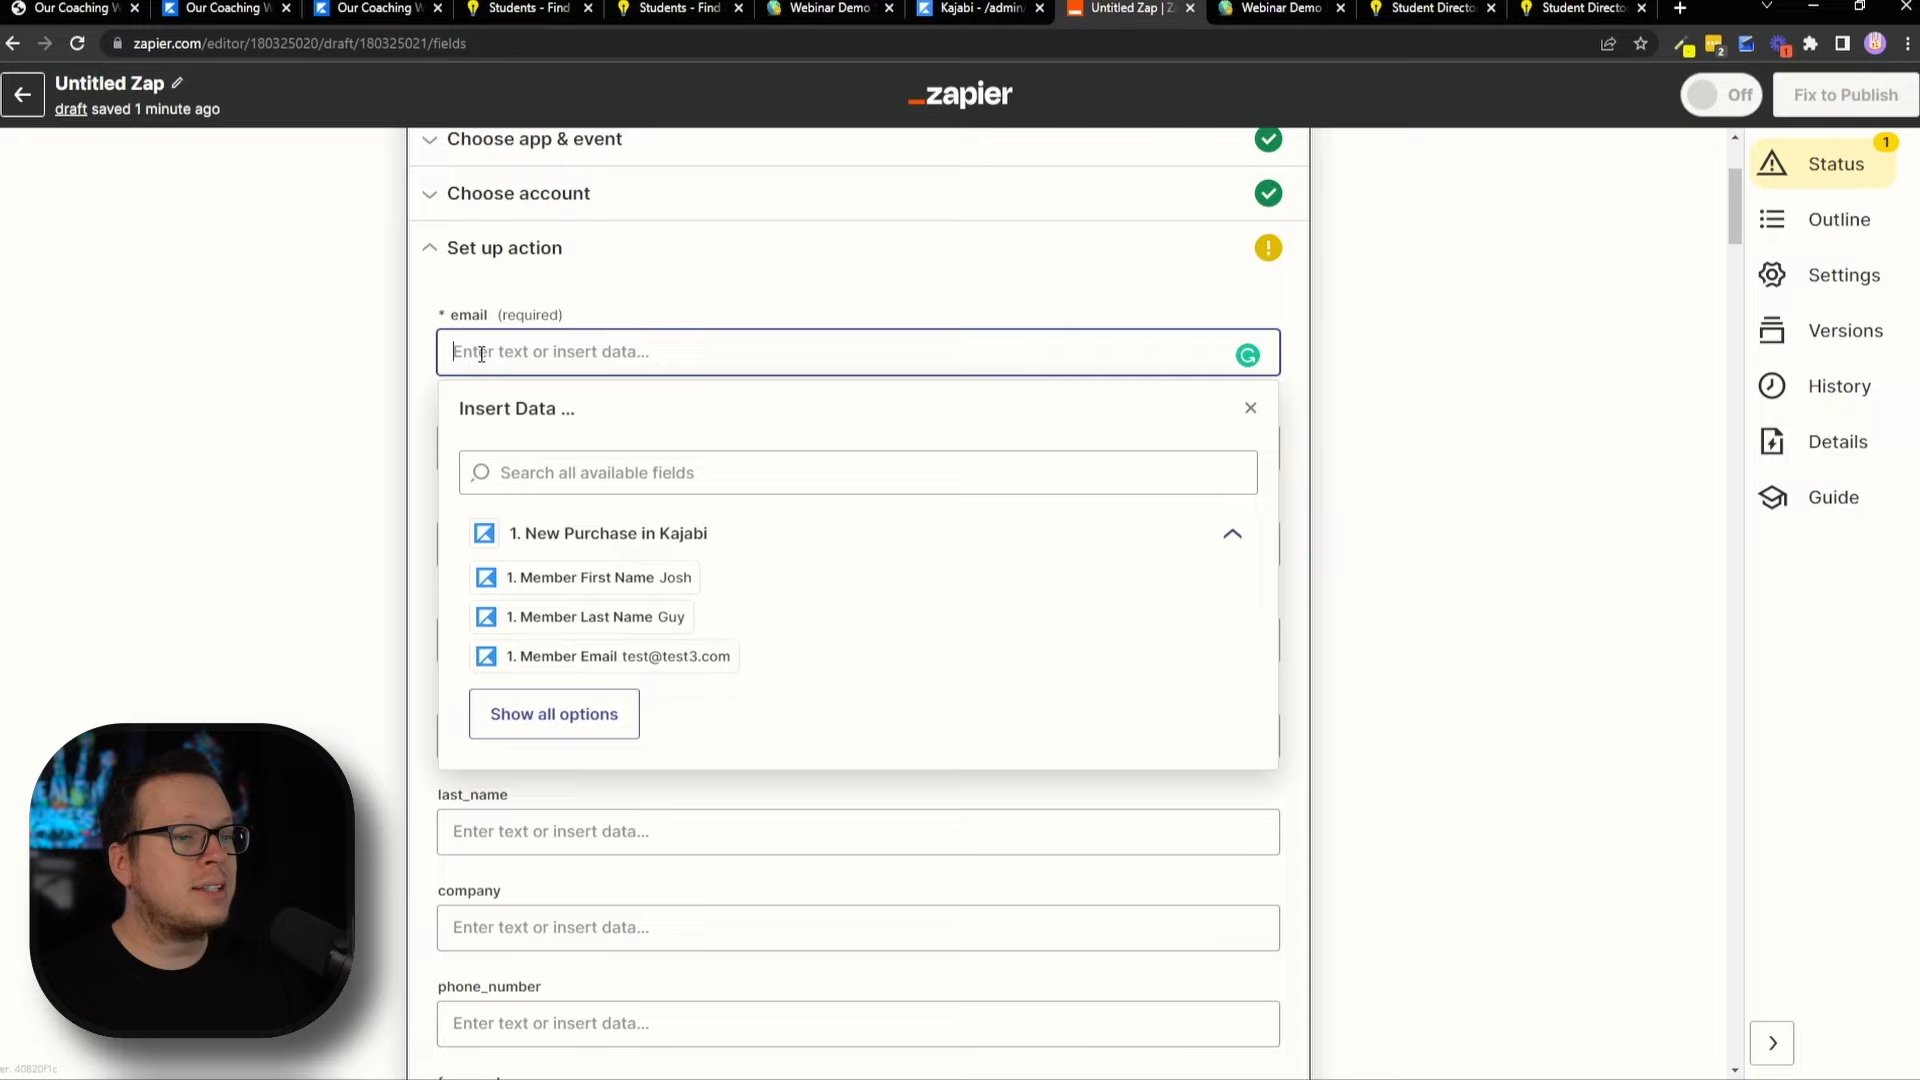 Our Coaching W
Our Coaching W
Our Coaching W
Students - Find
Students - Find
Webinar Demo
Kajabi - /admin
Untitled Zap | Z
Webinar Demo
Student Directo
Student Directo
zapier.com/editor/180325020/draft/180325021/fields
2
1
Untitled Zap
draft saved 1 minute ago
_zapier
Off
Fix to Publish
Choose app & event
Choose account
Set up action
!
* email (required)
Enter text or insert data...
Insert Data ...
Search all available fields
1. New Purchase in Kajabi
1. Member First Name Josh
1. Member Last Name Guy
1. Member Email test@test3.com
Show all options
last_name
Enter text or insert data...
company
Enter text or insert data...
phone_number
Enter text or insert data...
1
Status
Outline
Settings
Versions
History
Details
Guide
er. 40820f1c